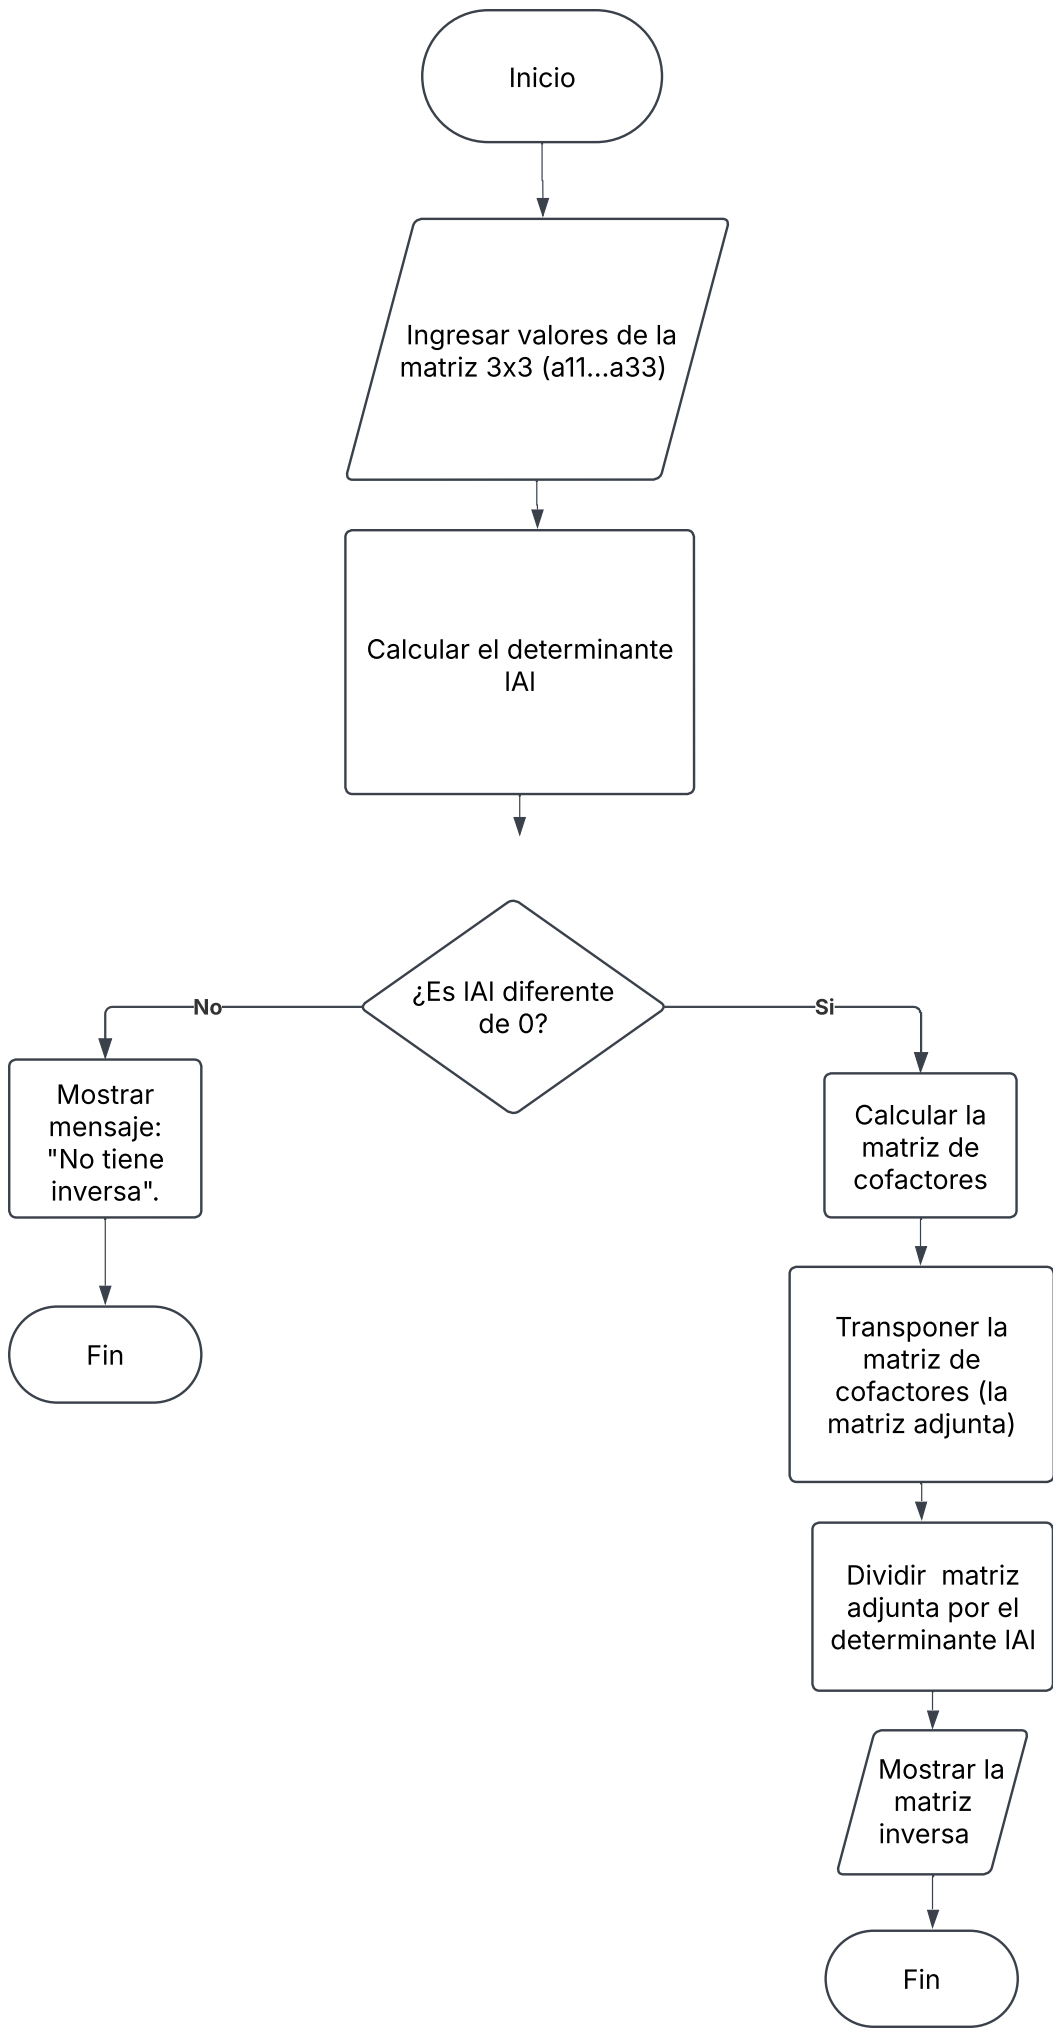 Inicio
Ingresar valores de la
matriz 3x3 (a11...a33)
Calcular el determinante
IAI
¿Es IAI diferente
de 0?
No
Si
Mostrar
mensaje:
"No tiene
inversa".
Fin
Calcular la
matriz de
cofactores
Transponer la
matriz de
cofactores (la
matriz adjunta)
Dividir  matriz
adjunta por el
determinante IAI
Mostrar la
matriz
inversa
Fin